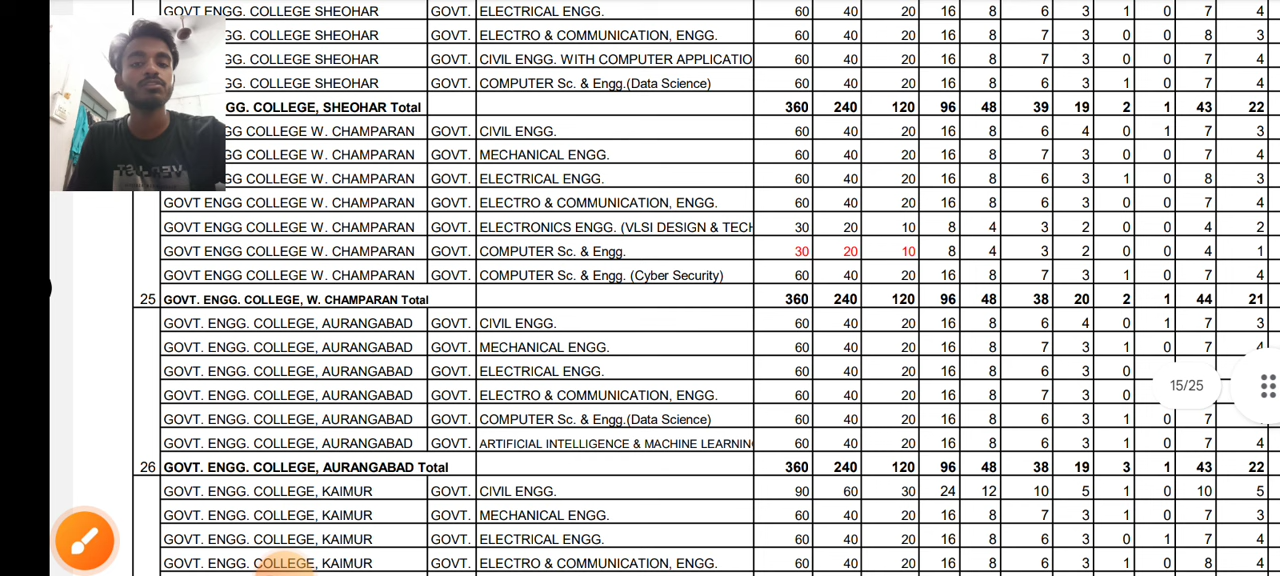 GOVT ENGG COLLEGE SHEOHAR GOVT. ELECTRICAL ENGG. 60 40 20 16 8 6 3 1 0 7 4
GG. COLLEGE SHEOHAR GOVT. ELECTRO & COMMUNICATION, ENGG. 60 40 20 16 8 7 3 0 0 8 3
GG. COLLEGE SHEOHAR GOVT. CIVIL ENGG. WITH COMPUTER APPLICATIO 60 40 20 16 8 7 3 0 0 7 4
GG. COLLEGE SHEOHAR GOVT. COMPUTER Sc. & Engg.(Data Science) 60 40 20 16 8 6 3 1 0 7 4
GG. COLLEGE, SHEOHAR Total 360 240 120 96 48 39 19 2 1 43 22
GG COLLEGE W. CHAMPARAN GOVT. CIVIL ENGG. 60 40 20 16 8 6 4 0 1 7 3
GG COLLEGE W. CHAMPARAN GOVT. MECHANICAL ENGG. 60 40 20 16 8 7 3 0 0 7 4
GG COLLEGE W. CHAMPARAN GOVT. ELECTRICAL ENGG. 60 40 20 16 8 6 3 1 0 8 3
GOVT ENGG COLLEGE W. CHAMPARAN GOVT. ELECTRO & COMMUNICATION, ENGG. 60 40 20 16 8 6 3 0 0 7 4
GOVT ENGG COLLEGE W. CHAMPARAN GOVT. ELECTRONICS ENGG. (VLSI DESIGN & TECH 30 20 10 8 4 3 2 0 0 4 2
GOVT ENGG COLLEGE W. CHAMPARAN GOVT. COMPUTER Sc. & Engg. 30 20 10 8 4 3 2 0 0 4 1
GOVT ENGG COLLEGE W. CHAMPARAN GOVT. COMPUTER Sc. & Engg. (Cyber Security) 60 40 20 16 8 7 3 1 0 7 4
25 GOVT. ENGG. COLLEGE, W. CHAMPARAN Total 360 240 120 96 48 38 20 2 1 44 21
GOVT. ENGG. COLLEGE, AURANGABAD GOVT. CIVIL ENGG. 60 40 20 16 8 6 4 0 1 7 3
GOVT. ENGG. COLLEGE, AURANGABAD GOVT. MECHANICAL ENGG. 60 40 20 16 8 7 3 1 0 7 4
GOVT. ENGG. COLLEGE, AURANGABAD GOVT. ELECTRICAL ENGG. 60 40 20 16 8 6 3 0
15/25
GOVT. ENGG. COLLEGE, AURANGABAD GOVT. ELECTRO & COMMUNICATION, ENGG. 60 40 20 16 8 7 3 0
GOVT. ENGG. COLLEGE, AURANGABAD GOVT. COMPUTER Sc. & Engg.(Data Science) 60 40 20 16 8 6 3 1 0 7
GOVT. ENGG. COLLEGE, AURANGABAD GOVT. ARTIFICIAL INTELLIGENCE & MACHINE LEARNIN 60 40 20 16 8 6 3 1 0 7 4
26 GOVT. ENGG. COLLEGE, AURANGABAD Total 360 240 120 96 48 38 19 3 1 43 22
GOVT. ENGG. COLLEGE, KAIMUR GOVT. CIVIL ENGG. 90 60 30 24 12 10 5 1 0 10 5
GOVT. ENGG. COLLEGE, KAIMUR GOVT. MECHANICAL ENGG. 60 40 20 16 8 7 3 1 0 7 3
GOVT. ENGG. COLLEGE, KAIMUR GOVT. ELECTRICAL ENGG. 60 40 20 16 8 6 3 0 1 7 4
GOVT. ENGG. COLLEGE, KAIMUR GOVT. ELECTRO & COMMUNICATION, ENGG. 60 40 20 16 8 6 3 1 0 8 4